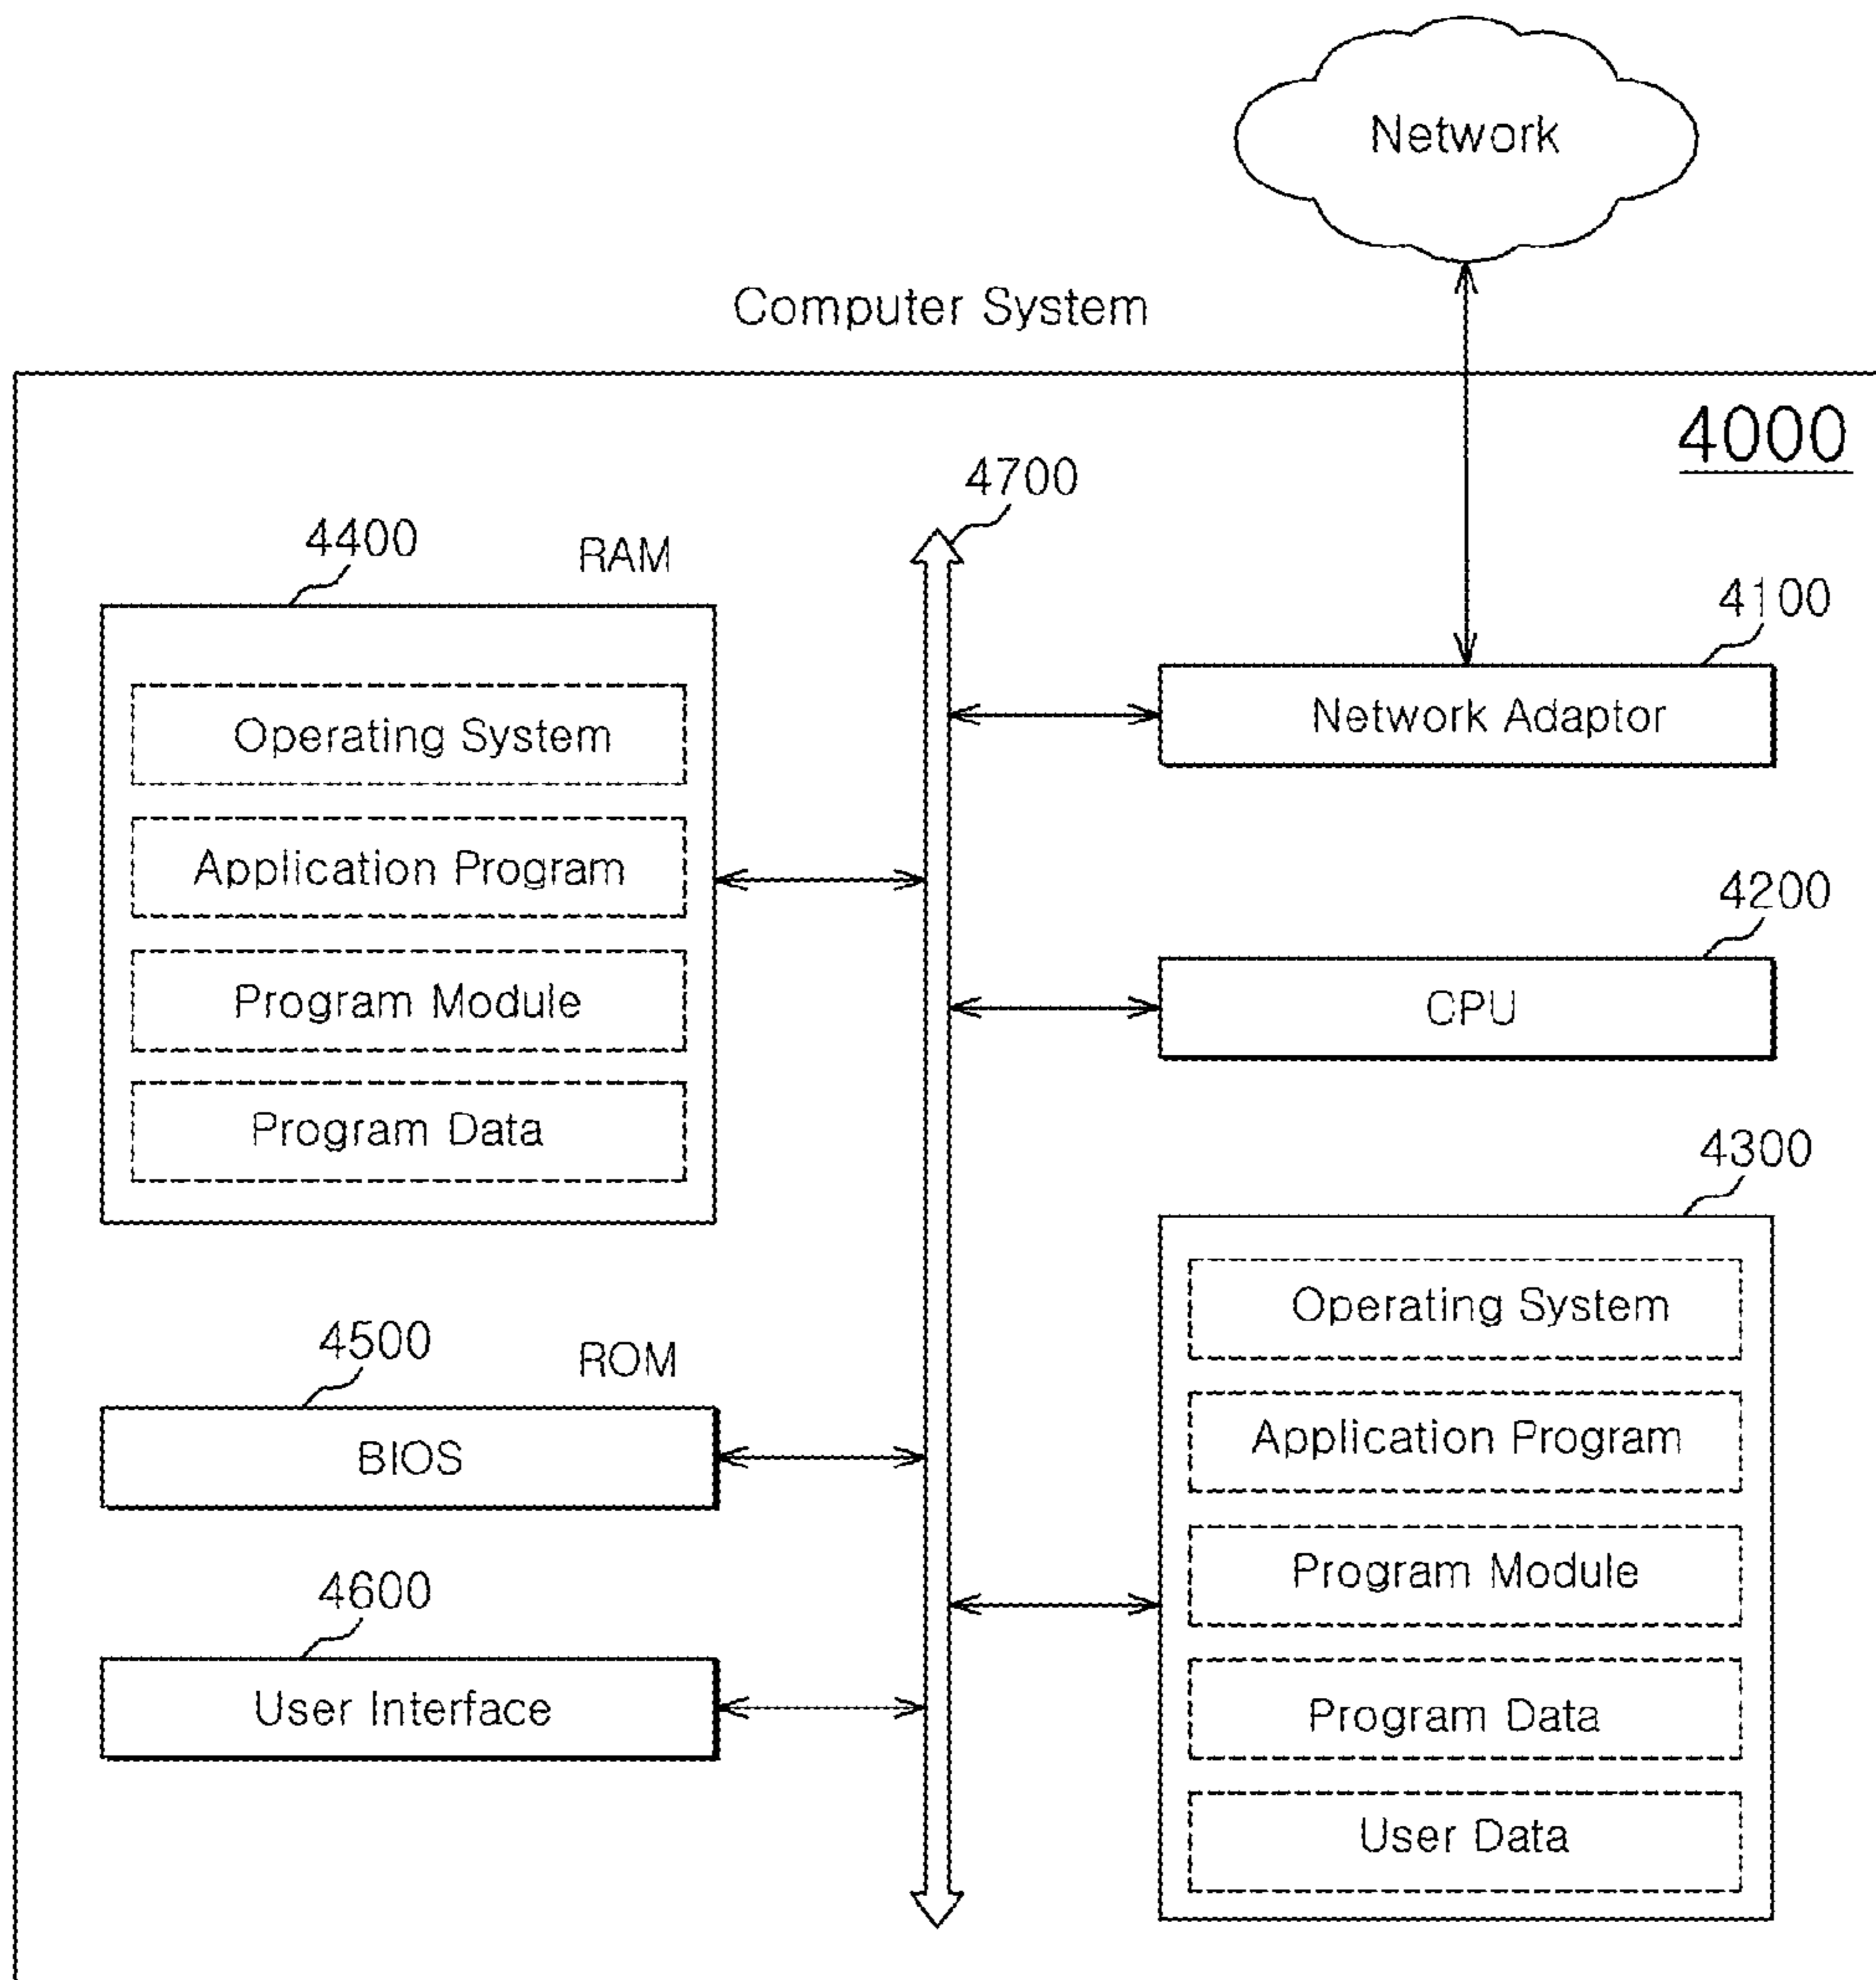 Network
Computer System
4000
4700
4400
RAM
Operating System
Application Program
Program Module
Program Data
4500
ROM
BIOS
4600
User Interface
4100
Network Adaptor
4200
CPU
4300
Operating System
Application Program
Program Module
Program Data
User Data